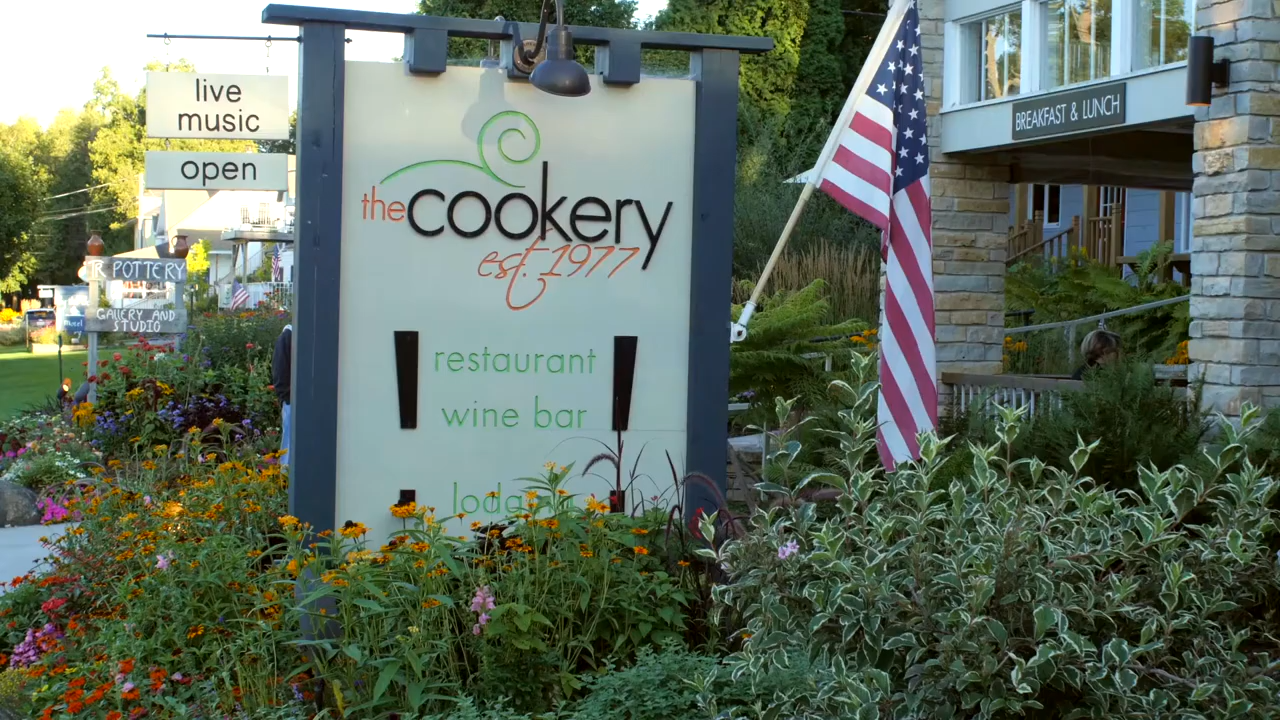 live
music
open
the cookery
est. 1977
restaurant
wine bar
BREAKFAST & LUNCH
POTTERY
GALLERY AND
STUDIO